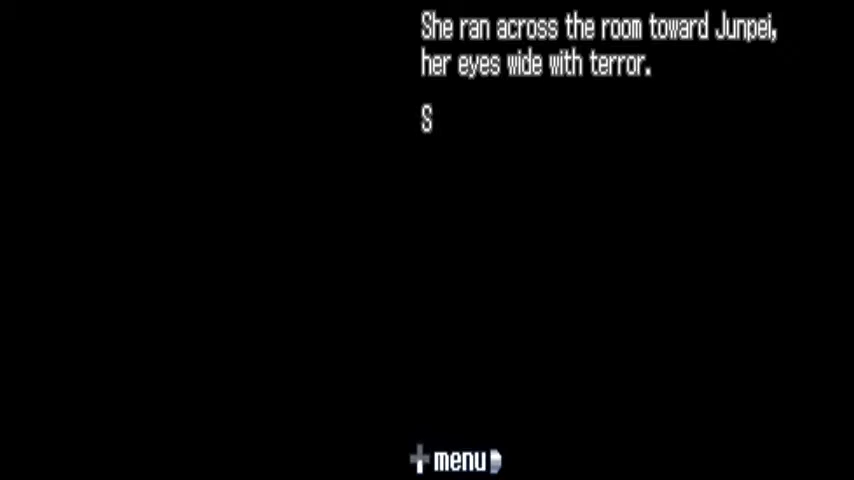 She ran across the room toward Junpei,
her eyes wide with terror.
S
menu